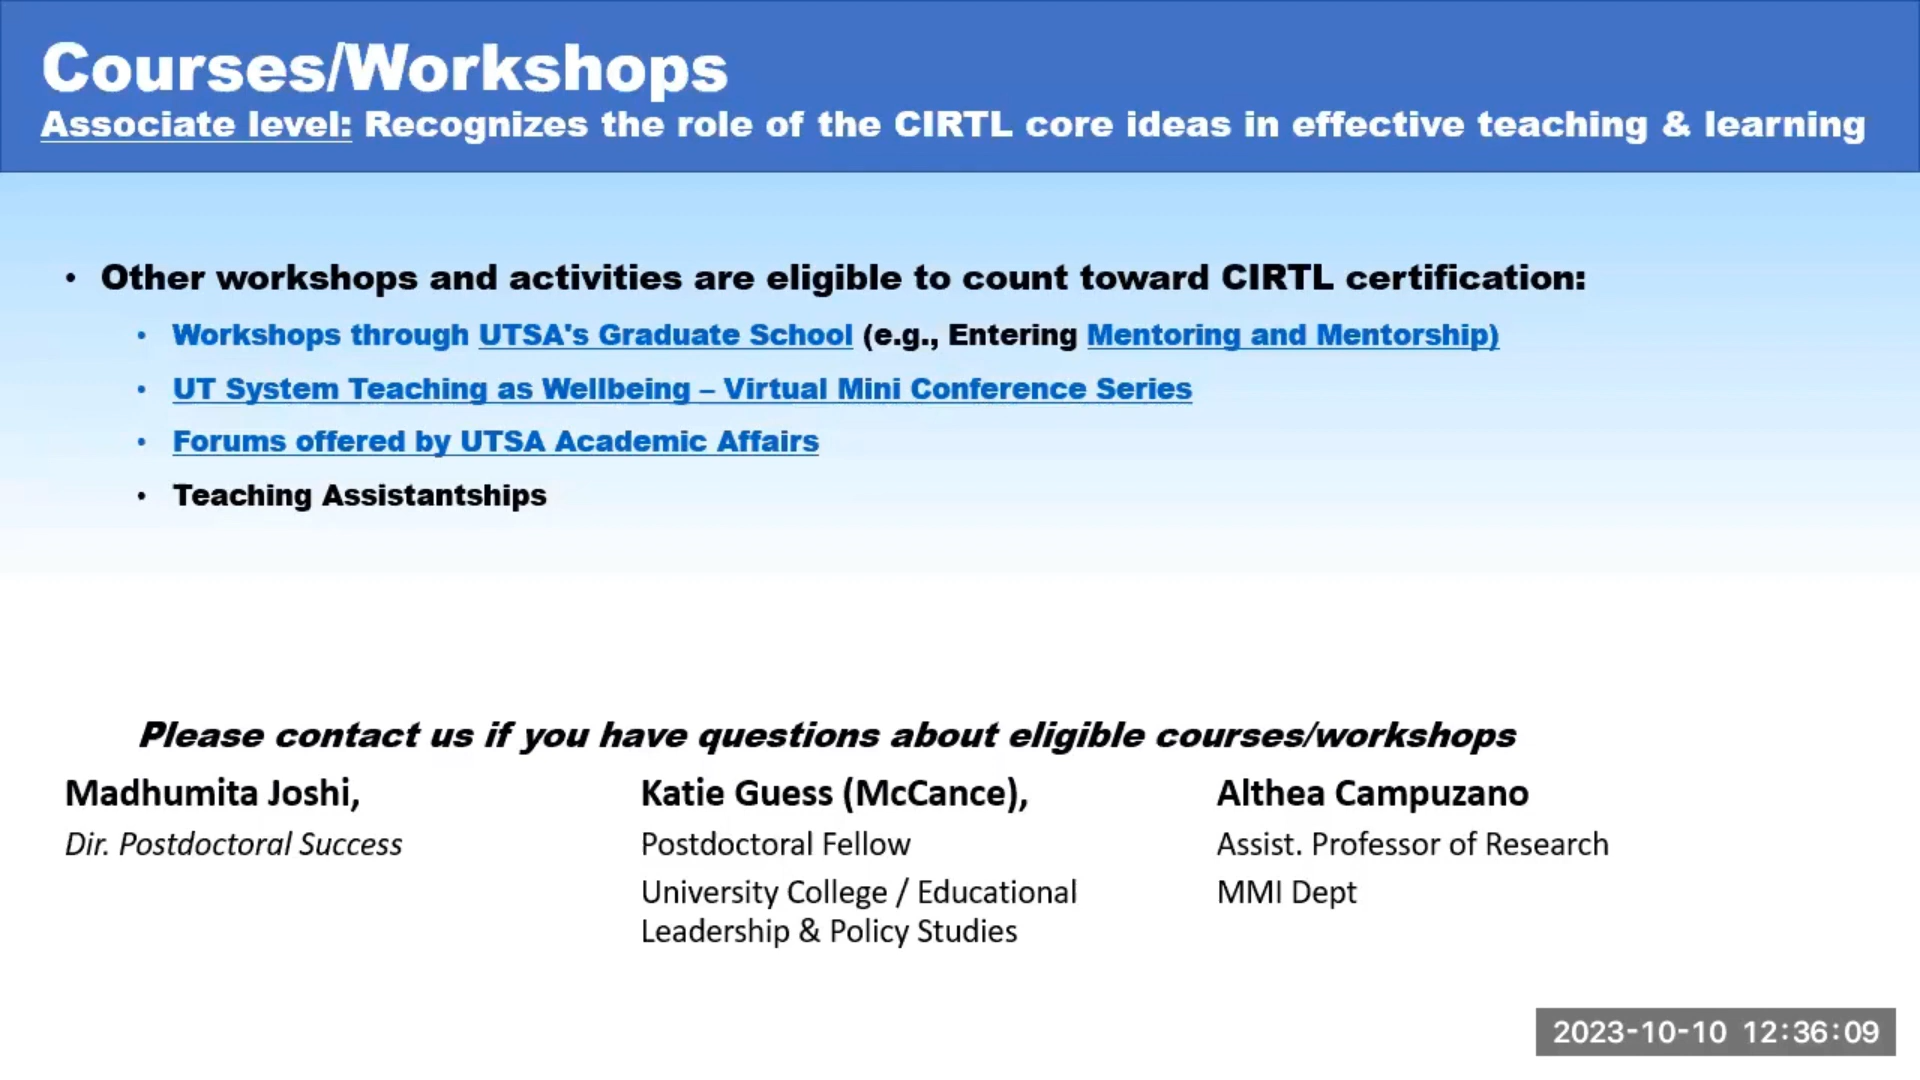 Courses/Workshops
Associate level: Recognizes the role of the CIRTL core ideas in effective teaching & learning
• Other workshops and activities are eligible to count toward CIRTL certification:
• Workshops through UTSA's Graduate School (e.g., Entering Mentoring and Mentorship)
• UT System Teaching as Wellbeing – Virtual Mini Conference Series
• Forums offered by UTSA Academic Affairs
• Teaching Assistantships
Please contact us if you have questions about eligible courses/workshops
Madhumita Joshi,
Dir. Postdoctoral Success
Katie Guess (McCance),
Postdoctoral Fellow
University College / Educational
Leadership & Policy Studies
Althea Campuzano
Assist. Professor of Research
MMI Dept
2023-10-10 12:36:09